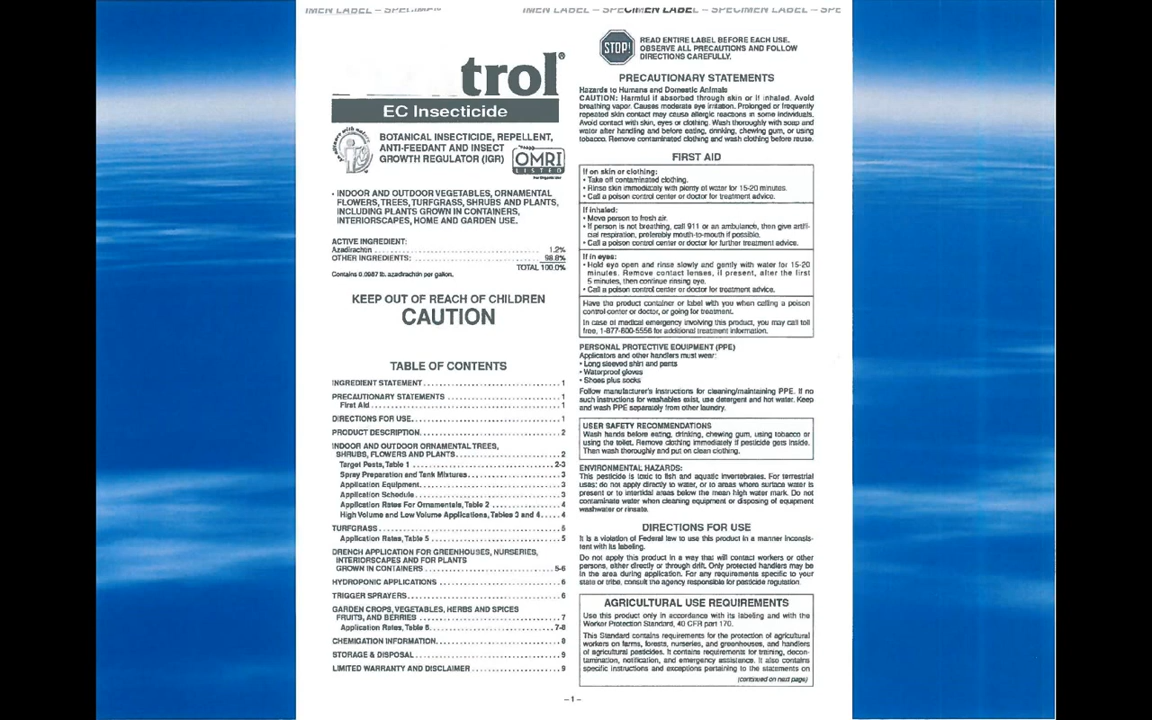 IMEN LABEL – SPECIMEN
IMEN LABEL – SPECIMEN LABEL – SPECIMEN LABEL – SPE
trol®
EC Insecticide
BOTANICAL INSECTICIDE, REPELLENT,
ANTI-FEEDANT AND INSECT
GROWTH REGULATOR (IGR)
OMRI
LISTED
For Organic Use
• INDOOR AND OUTDOOR VEGETABLES, ORNAMENTAL
FLOWERS, TREES, TURFGRASS, SHRUBS AND PLANTS,
INCLUDING PLANTS GROWN IN CONTAINERS,
INTERIORSCAPES, HOME AND GARDEN USE.
ACTIVE INGREDIENT:
Azadirachtin . . . . . . . . . . 1.2%
OTHER INGREDIENTS: . . . . . . . . . . 98.8%
TOTAL 100.0%
Contains 0.0987 lb. azadirachtin per gallon.
KEEP OUT OF REACH OF CHILDREN
CAUTION
TABLE OF CONTENTS
INGREDIENT STATEMENT . . . . . . . . . . 1
PRECAUTIONARY STATEMENTS . . . . . . . . . . 1
First Aid . . . . . . . . . . 1
DIRECTIONS FOR USE. . . . . . . . . . 1
PRODUCT DESCRIPTION. . . . . . . . . . 2
INDOOR AND OUTDOOR ORNAMENTAL TREES,
SHRUBS, FLOWERS AND PLANTS . . . . . . . . . . 2
Target Pests, Table 1 . . . . . . . . . . 2-3
Spray Preparation and Tank Mixtures . . . . . . . . . . 3
Application Equipment . . . . . . . . . . 3
Application Schedule . . . . . . . . . . 3
Application Rates For Ornamentals, Table 2 . . . . . . . . . . 4
High Volume and Low Volume Applications, Tables 3 and 4 . . . . . 4
TURFGRASS . . . . . . . . . . 5
Application Rates, Table 5 . . . . . . . . . . 5
DRENCH APPLICATION FOR GREENHOUSES, NURSERIES,
INTERIORSCAPES AND FOR PLANTS
GROWN IN CONTAINERS . . . . . . . . . . 5-6
HYDROPONIC APPLICATIONS . . . . . . . . . . 6
TRIGGER SPRAYERS . . . . . . . . . . 6
GARDEN CROPS, VEGETABLES, HERBS AND SPICES
FRUITS, AND BERRIES . . . . . . . . . . 7
Application Rates, Table 6 . . . . . . . . . . 7-8
CHEMIGATION INFORMATION. . . . . . . . . . 8
STORAGE & DISPOSAL . . . . . . . . . . 9
LIMITED WARRANTY AND DISCLAIMER . . . . . . . . . . 9
STOP!
READ ENTIRE LABEL BEFORE EACH USE.
OBSERVE ALL PRECAUTIONS AND FOLLOW
DIRECTIONS CAREFULLY.
PRECAUTIONARY STATEMENTS
Hazards to Humans and Domestic Animals
CAUTION: Harmful if absorbed through skin or if inhaled. Avoid
breathing vapor. Causes moderate eye irritation. Prolonged or frequently
repeated skin contact may cause allergic reactions in some individuals.
Avoid contact with skin, eyes or clothing. Wash thoroughly with soap and
water after handling and before eating, drinking, chewing gum, or using
tobacco. Remove contaminated clothing and wash clothing before reuse.
FIRST AID
If on skin or clothing:
• Take off contaminated clothing.
• Rinse skin immediately with plenty of water for 15-20 minutes.
• Call a poison control center or doctor for treatment advice.
If inhaled:
• Move person to fresh air.
• If person is not breathing, call 911 or an ambulance, then give artifi-
cial respiration, preferably mouth-to-mouth if possible.
• Call a poison control center or doctor for further treatment advice.
If in eyes:
• Hold eye open and rinse slowly and gently with water for 15-20
minutes. Remove contact lenses, if present, after the first
5 minutes, then continue rinsing eye.
• Call a poison control center or doctor for treatment advice.
Have the product container or label with you when calling a poison
control center or doctor, or going for treatment.
In case of medical emergency involving this product, you may call toll
free, 1-877-800-5556 for additional treatment information.
PERSONAL PROTECTIVE EQUIPMENT (PPE)
Applicators and other handlers must wear:
• Long sleeved shirt and pants
• Waterproof gloves
• Shoes plus socks
Follow manufacturer's instructions for cleaning/maintaining PPE. If no
such instructions for washables exist, use detergent and hot water. Keep
and wash PPE separately from other laundry.
USER SAFETY RECOMMENDATIONS
Wash hands before eating, drinking, chewing gum, using tobacco or
using the toilet. Remove clothing immediately if pesticide gets inside.
Then wash thoroughly and put on clean clothing.
ENVIRONMENTAL HAZARDS:
This pesticide is toxic to fish and aquatic invertebrates. For terrestrial
uses: do not apply directly to water, or to areas where surface water is
present or to intertidal areas below the mean high water mark. Do not
contaminate water when cleaning equipment or disposing of equipment
washwater or rinsate.
DIRECTIONS FOR USE
It is a violation of Federal law to use this product in a manner inconsis-
tent with its labeling.
Do not apply this product in a way that will contact workers or other
persons, either directly or through drift. Only protected handlers may be
in the area during application. For any requirements specific to your
state or tribe, consult the agency responsible for pesticide regulation.
AGRICULTURAL USE REQUIREMENTS
Use this product only in accordance with its labeling and with the
Worker Protection Standard, 40 CFR part 170.
This Standard contains requirements for the protection of agricultural
workers on farms, forests, nurseries, and greenhouses, and handlers
of agricultural pesticides. It contains requirements for training, decon-
tamination, notification, and emergency assistance. It also contains
specific instructions and exceptions pertaining to the statements on
(continued on next page)
– 1 –